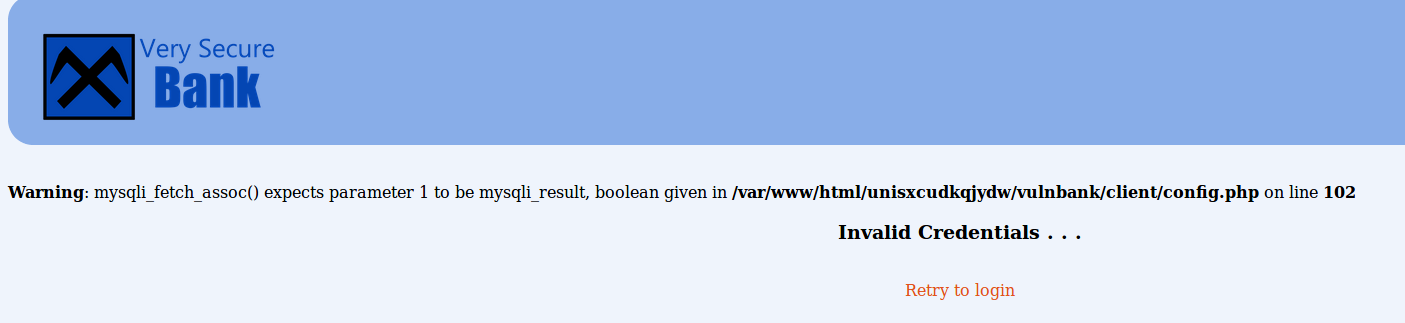 Very Secure
Bank
Warning: mysqli_fetch_assoc() expects parameter 1 to be mysqli_result, boolean given in /var/www/html/unisxcudkqjydw/vulnbank/client/config.php on line 102
Invalid Credentials . . .
Retry to login